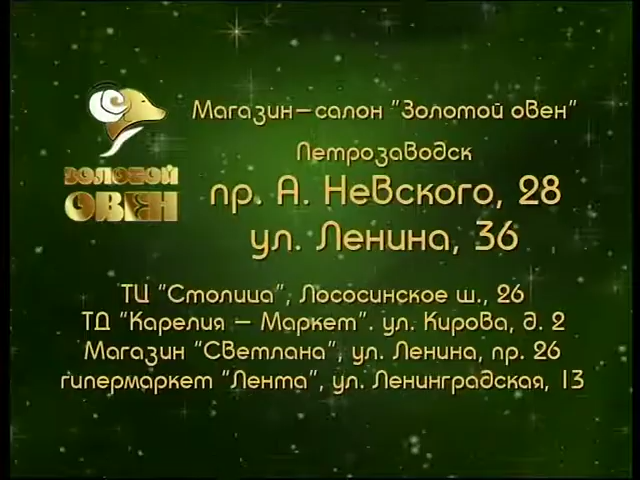 Магазин-салон "Золотой овен"
Петрозаводск
ЗОЛОТОЙ
ОВЕН
пр. А. Невского, 28
ул. Ленина, 36
ТЦ "Столица", Лососинское ш., 26
ТД "Карелия - Маркет". ул. Кирова, д. 2
Магазин "Светлана", ул. Ленина, пр. 26
гипермаркет "Лента", ул. Ленинградская, 13